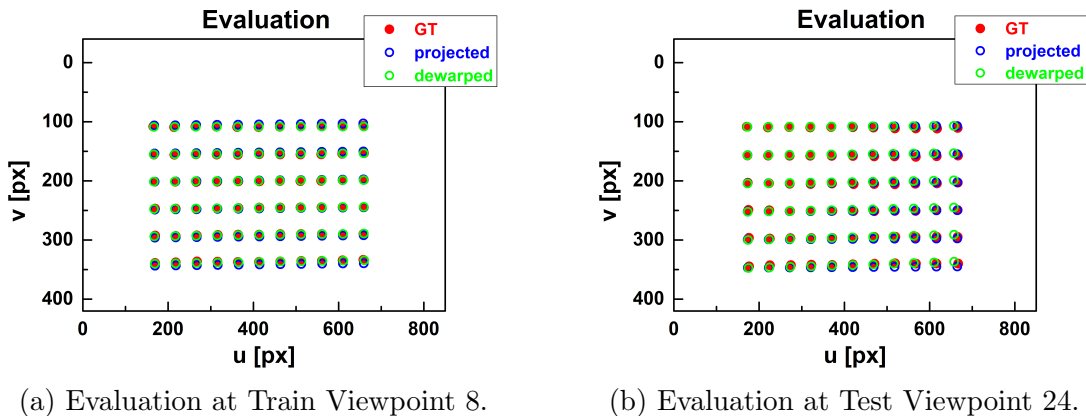 Evaluation
GT
projected
dewarped
0
100
200
300
400
v [px]
0
200
400
600
800
u [px]
(a) Evaluation at Train Viewpoint 8.
Evaluation
GT
projected
dewarped
0
100
200
300
400
v [px]
0
200
400
600
800
u [px]
(b) Evaluation at Test Viewpoint 24.